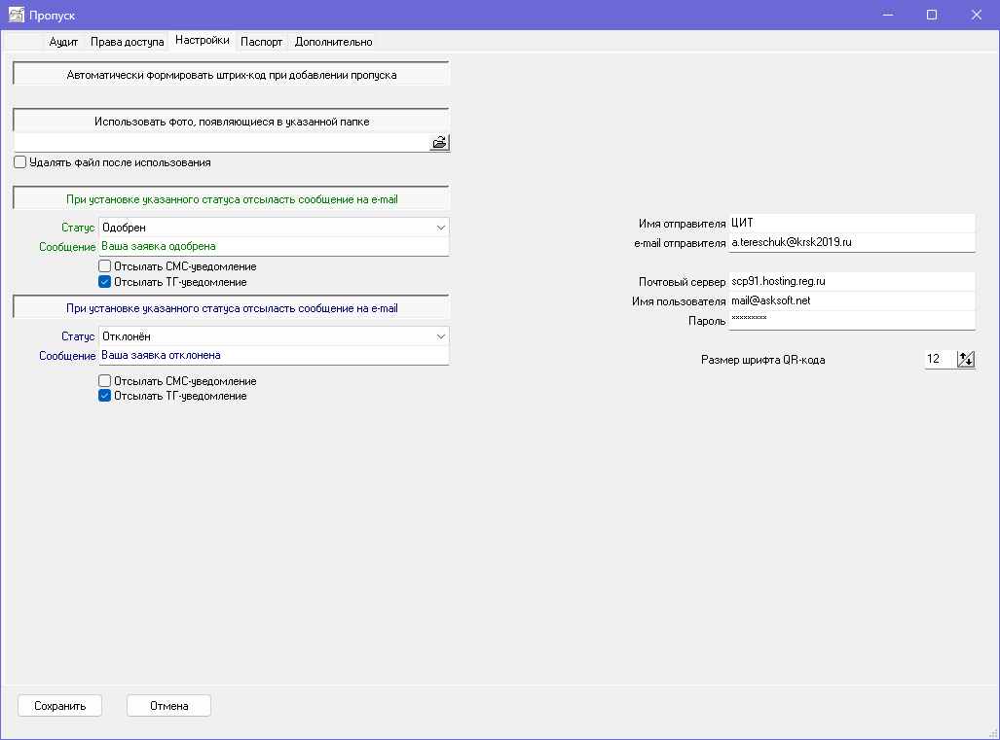 Пропуск
Аудит Права доступа Настройки Паспорт Дополнительно
Автоматически формировать штрих-код при добавлении пропуска
Использовать фото, появляющиеся в указанной папке
Удалять файл после использования
При установке указанного статуса отсыласть сообщение на e-mail
Статус Одобрен
Сообщение Ваша заявка одобрена
Отсылать СМС-уведомление
Отсылать ТГ-уведомление
При установке указанного статуса отсыласть сообщение на e-mail
Статус Отклонён
Сообщение Ваша заявка отклонена
Отсылать СМС-уведомление
Отсылать ТГ-уведомление
Имя отправителя ЦИТ
e-mail отправителя a.tereschuk@krsk2019.ru
Почтовый сервер scp91.hosting.reg.ru
Имя пользователя mail@asksoft.net
Пароль *********
Размер шрифта QR-кода 12
Сохранить Отмена